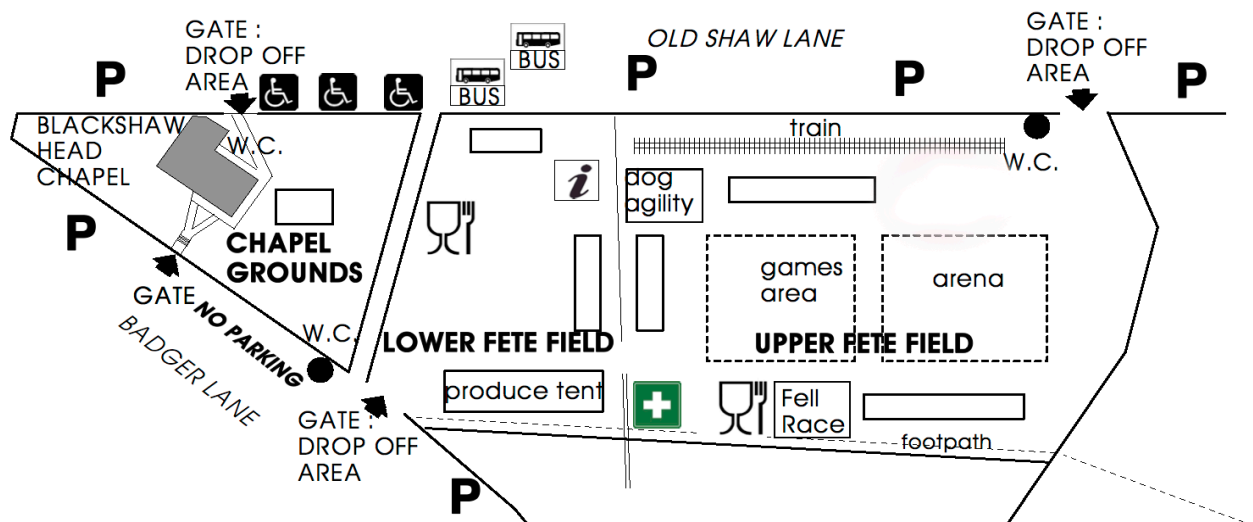 GATE :
DROP OFF
AREA
P
BUS
BUS
OLD SHAW LANE
P
P
GATE :
DROP OFF
AREA
P
BLACKSHAW
HEAD
CHAPEL
W.C.
train
W.C.
i
dog
agility
P
CHAPEL
GROUNDS
games
area
arena
GATE
NO PARKING
BADGER LANE
W.C.
LOWER FETE FIELD
UPPER FETE FIELD
produce tent
Fell
Race
GATE :
DROP OFF
AREA
footpath
P